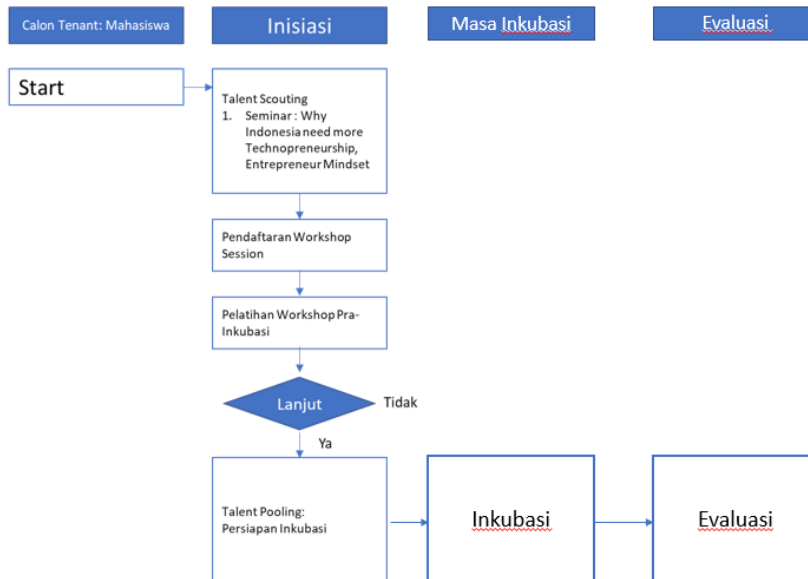 Calon Tenant: Mahasiswa
Inisiasi
Masa Inkubasi
Evaluasi
Start
Talent Scouting
1. Seminar : Why
Indonesia need more
Technopreneurship,
Entrepreneur Mindset
Pendaftaran Workshop
Session
Pelatihan Workshop Pra-
Inkubasi
Lanjut
Tidak
Ya
Talent Pooling:
Persiapan Inkubasi
Inkubasi
Evaluasi